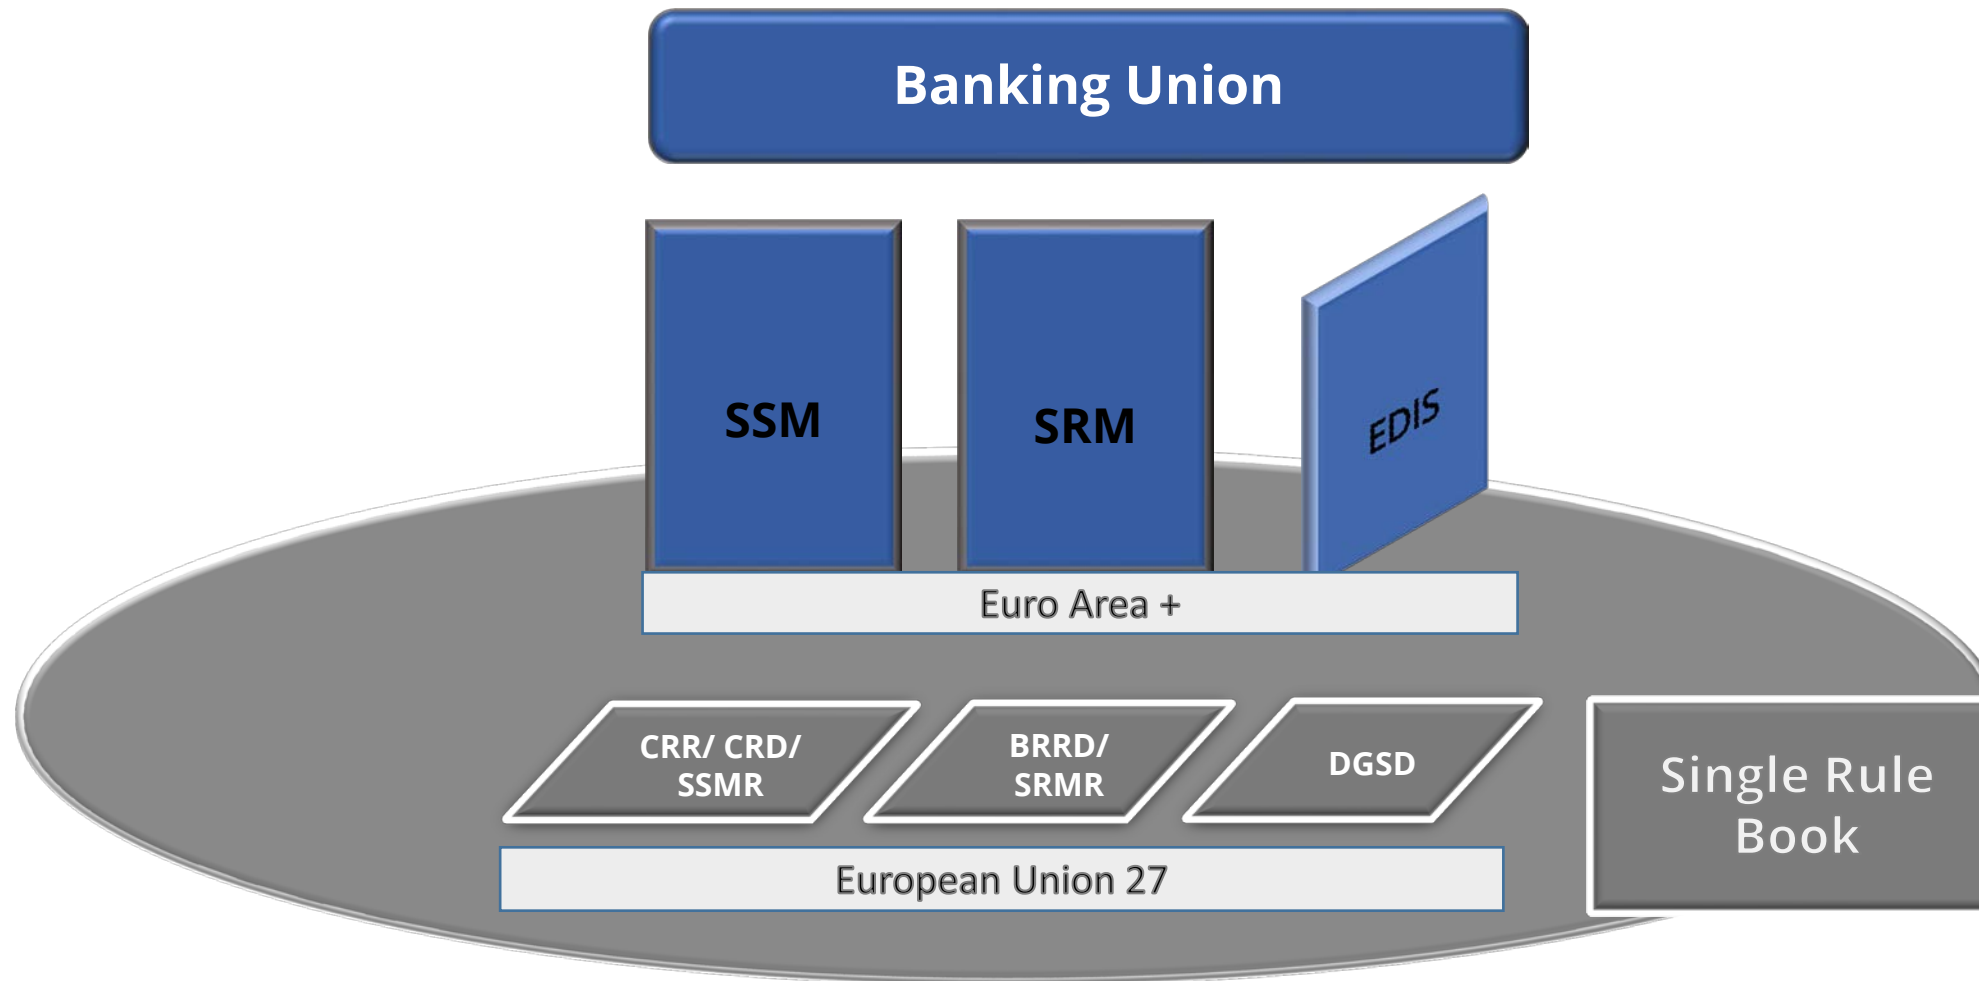 Banking Union
SSM
SRM
EDIS
Euro Area +
CRR/ CRD/
SSMR
BRRD/
SRMR
DGSD
Single Rule
Book
European Union 27